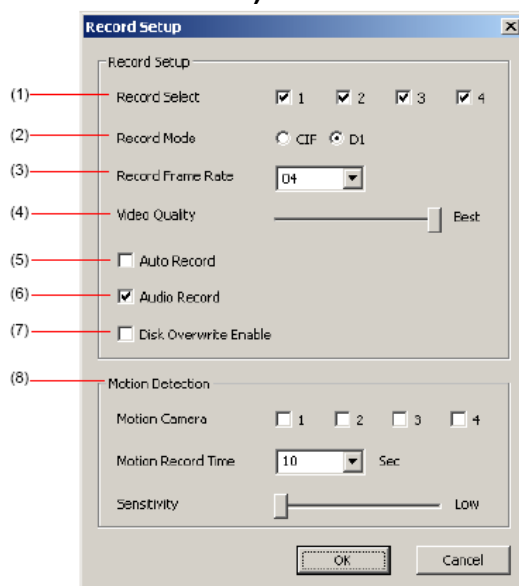 Record Setup
Record Setup
(1) Record Select 1 2 3 4
(2) Record Mode CIF D1
(3) Record Frame Rate 04
(4) Video Quality Best
(5) Auto Record
(6) Audio Record
(7) Disk Overwrite Enable
(8) Motion Detection
Motion Camera 1 2 3 4
Motion Record Time 10 Sec
Sensitivity Low
OK Cancel